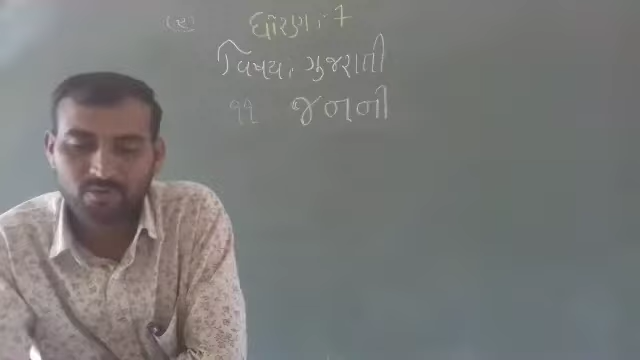 ધોરણ : 7
વિષય : ગુજરાતી
૧૧ જનની